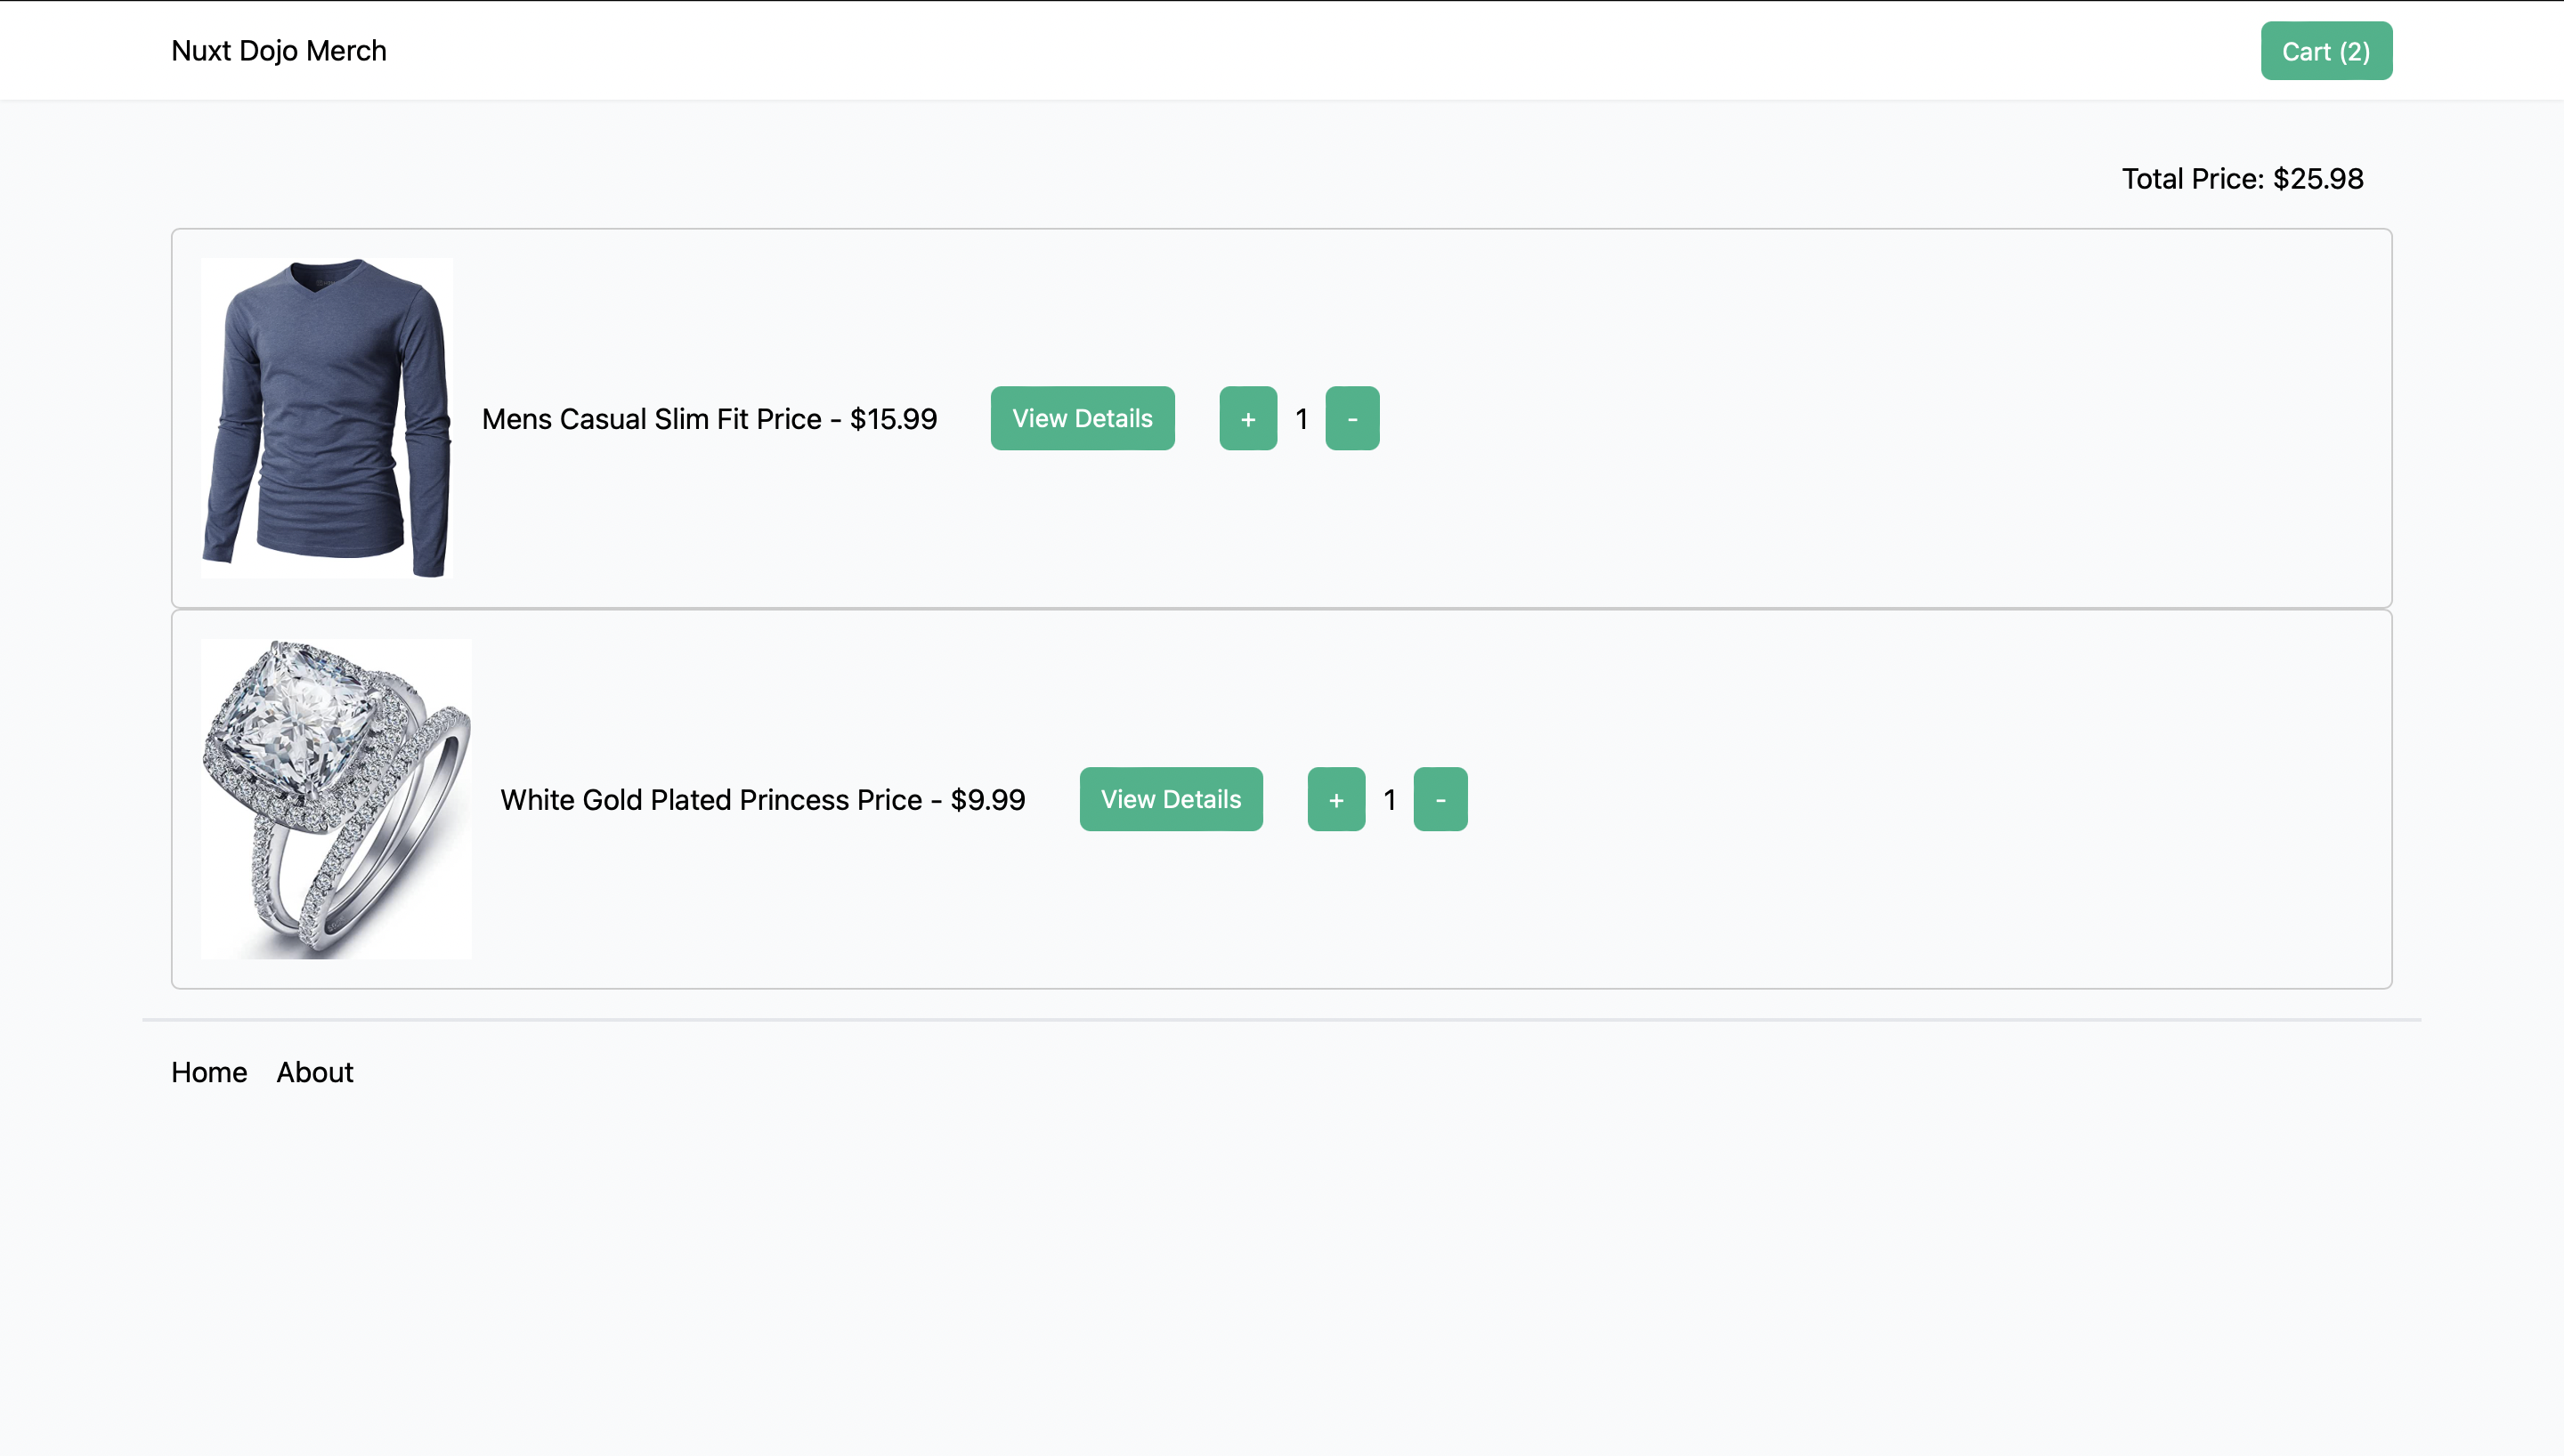 Nuxt Dojo Merch
Cart (2)
Total Price: $25.98
Mens Casual Slim Fit Price - $15.99 View Details + 1 -
White Gold Plated Princess Price - $9.99 View Details + 1 -
Home About